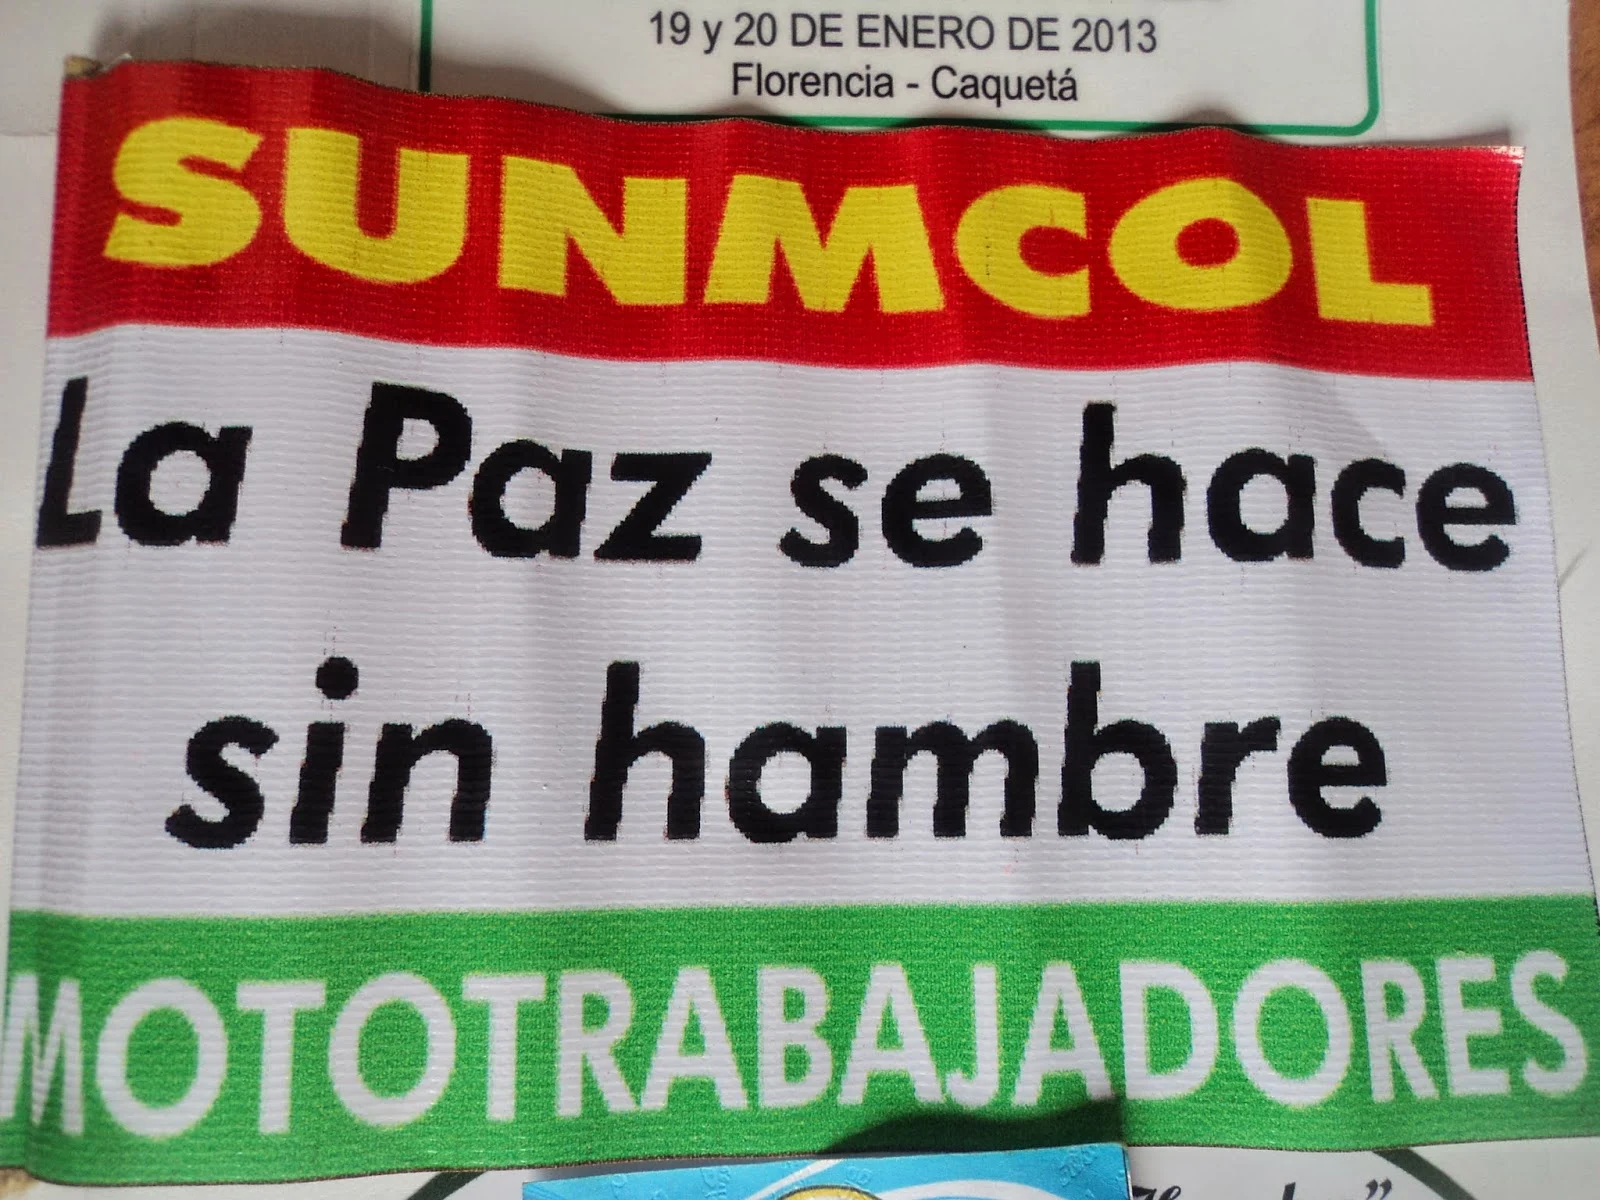 19 y 20 DE ENERO DE 2013
Florencia - Caquetá
SUNMCOL
La Paz se hace
sin hambre
MOTOTRABAJADORES